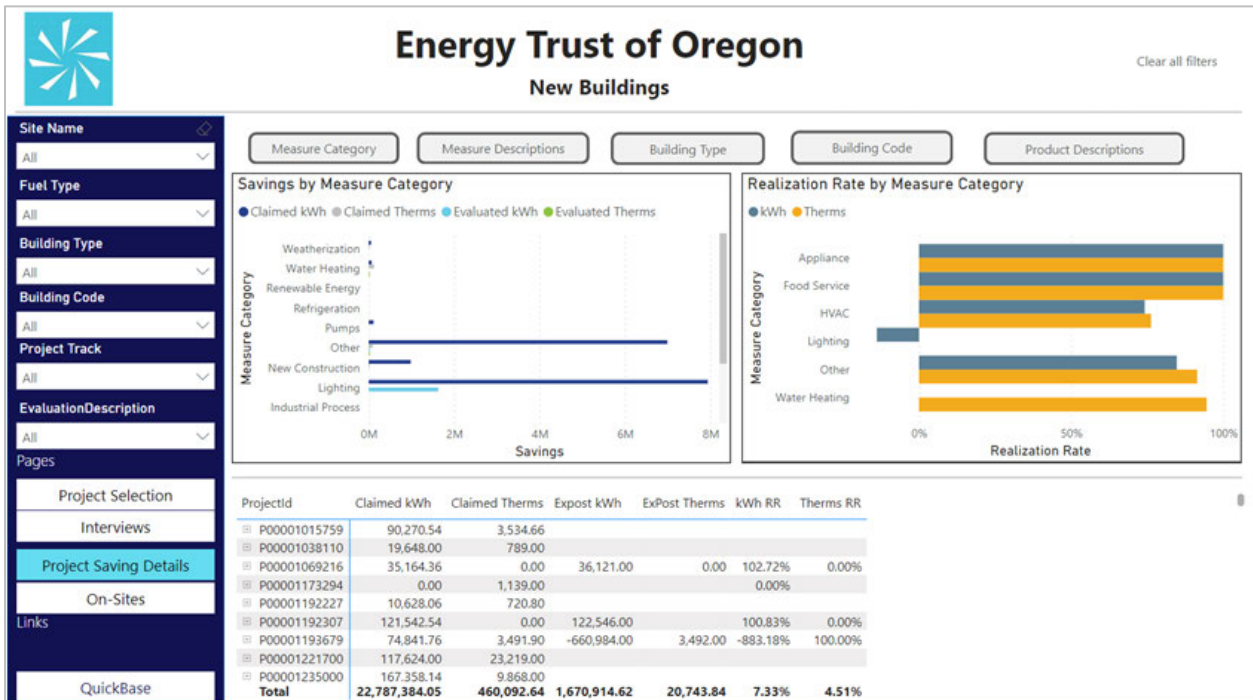 Energy Trust of Oregon
New Buildings
Clear all filters
Site Name
All
Fuel Type
All
Building Type
All
Building Code
All
Project Track
All
EvaluationDescription
All
Pages
Project Selection
Interviews
Project Saving Details
On-Sites
Links
QuickBase
Measure Category
Measure Descriptions
Building Type
Building Code
Product Descriptions
Savings by Measure Category
Claimed kWh Claimed Therms Evaluated kWh Evaluated Therms
Measure Category
Weatherization
Water Heating
Renewable Energy
Refrigeration
Pumps
Other
New Construction
Lighting
Industrial Process
0M 2M 4M 6M 8M
Savings
Realization Rate by Measure Category
kWh Therms
Measure Category
Appliance
Food Service
HVAC
Lighting
Other
Water Heating
0% 50% 100%
Realization Rate
ProjectId Claimed kWh Claimed Therms Expost kWh ExPost Therms kWh RR Therms RR
P00001015759 90,270.54 3,534.66
P00001038110 19,648.00 789.00
P00001069216 35,164.36 0.00 36,121.00 0.00 102.72% 0.00%
P00001173294 0.00 1,139.00 0.00%
P00001192227 10,628.06 720.80
P00001192307 121,542.54 0.00 122,546.00 100.83% 0.00%
P00001193679 74,841.76 3,491.90 -660,984.00 3,492.00 -883.18% 100.00%
P00001221700 117,624.00 23,219.00
P00001235000 167,358.14 9,868.00
Total 22,787,384.05 460,092.64 1,670,914.62 20,743.84 7.33% 4.51%